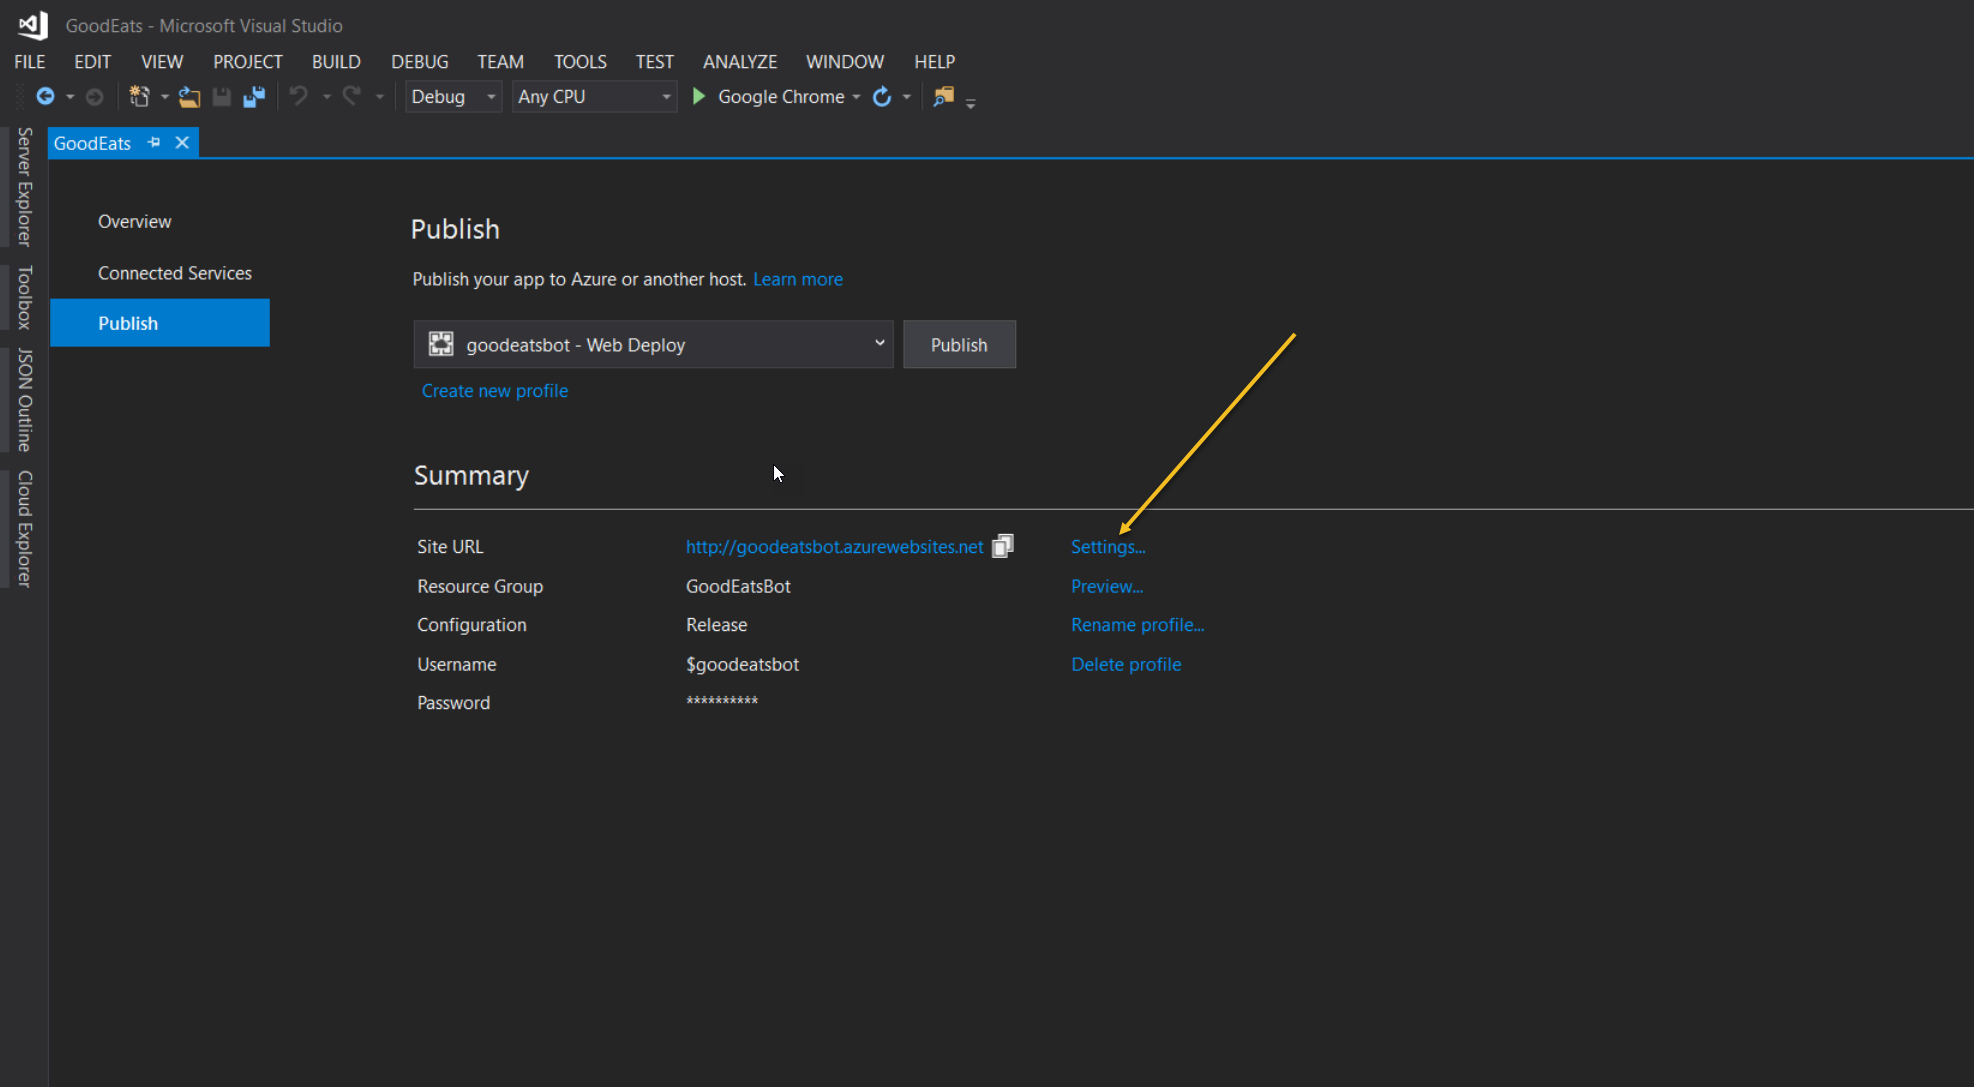 GoodEats - Microsoft Visual Studio
FILE EDIT VIEW PROJECT BUILD DEBUG TEAM TOOLS TEST ANALYZE WINDOW HELP
Debug Any CPU Google Chrome
Server Explorer
Toolbox
JSON Outline
Cloud Explorer
GoodEats
Overview
Connected Services
Publish
Publish
Publish your app to Azure or another host. Learn more
goodeatsbot - Web Deploy Publish
Create new profile
Summary
Site URL http://goodeatsbot.azurewebsites.net Settings...
Resource Group GoodEatsBot Preview...
Configuration Release Rename profile...
Username $goodeatsbot Delete profile
Password **********